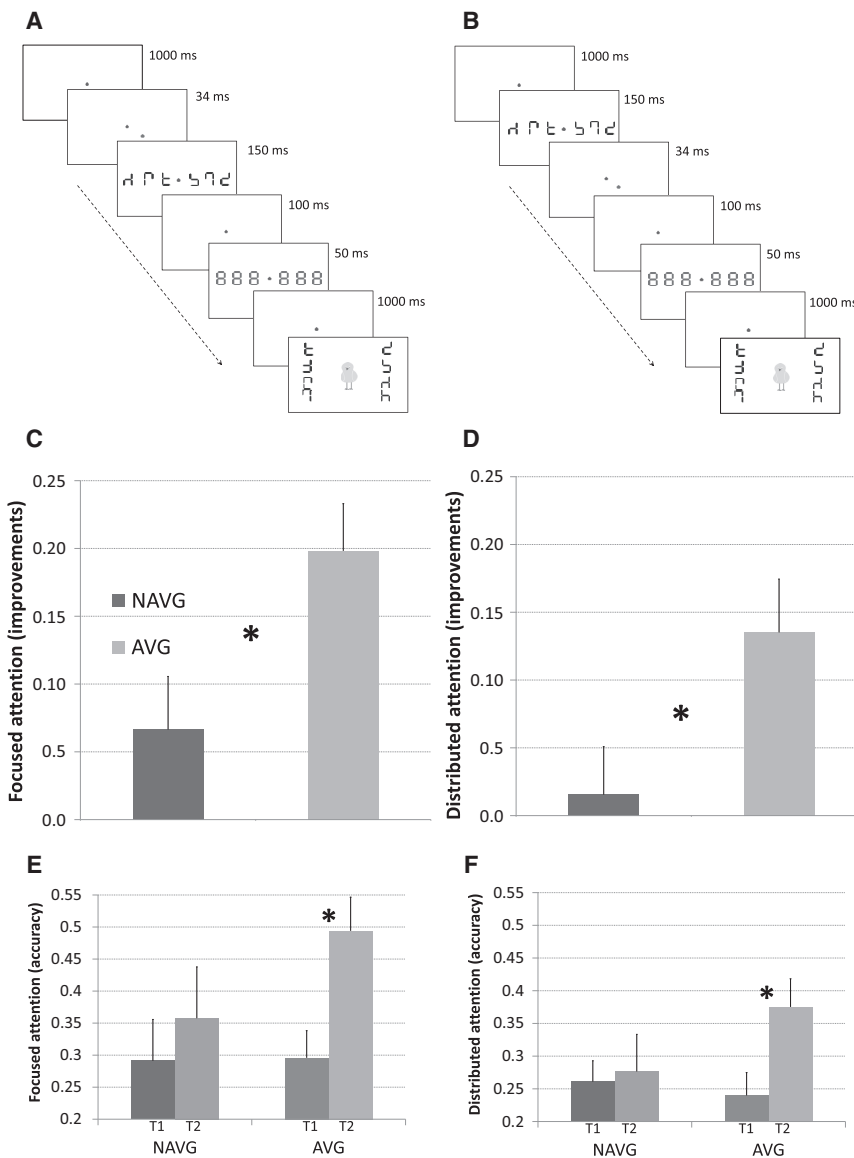 A
1000 ms
34 ms
150 ms
100 ms
50 ms
1000 ms
B
1000 ms
150 ms
34 ms
100 ms
50 ms
1000 ms
C
Focused attention (improvements)
0.25
0.20
0.15
0.10
0.5
0.0
NAVG
AVG
*
D
Distributed attention (improvements)
0.25
0.20
0.15
0.10
0.5
0.0
*
E
Focused attention (accuracy)
0.55
0.5
0.45
0.4
0.35
0.3
0.25
0.2
*
T1 T2 T1 T2
NAVG AVG
F
Distributed attention (accuracy)
0.55
0.5
0.45
0.4
0.35
0.3
0.25
0.2
*
T1 T2 T1 T2
NAVG AVG